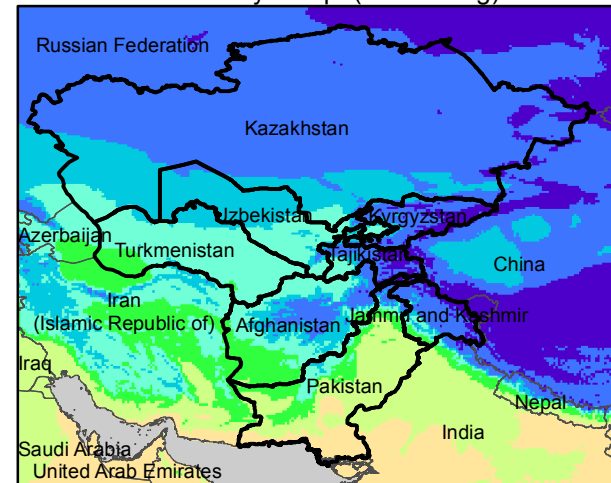 Russian Federation
Kazakhstan
Uzbekistan
Kyrgyzstan
Azerbaijan
Turkmenistan
Tajikistan
China
Iran
(Islamic Republic of)
Afghanistan
Jammu and Kashmir
Iraq
Pakistan
Nepal
India
Saudi Arabia
United Arab Emirates